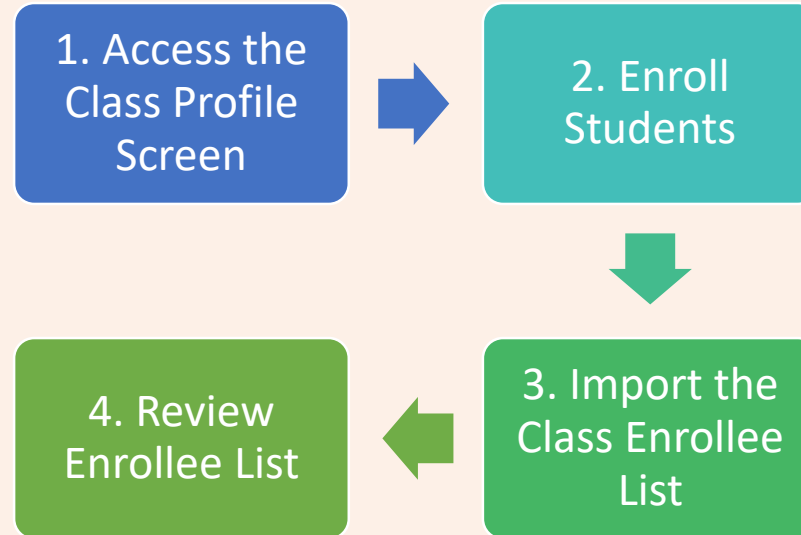 1. Access the
Class Profile
Screen
2. Enroll
Students
3. Import the
Class Enrollee
List
4. Review
Enrollee List